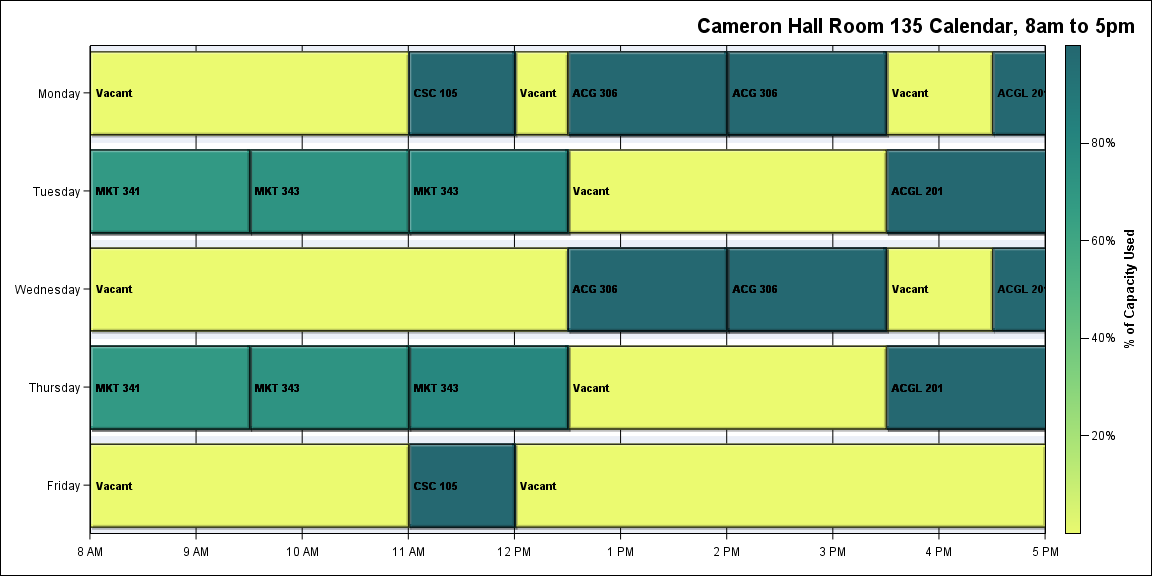 Cameron Hall Room 135 Calendar, 8am to 5pm
Monday
Vacant
CSC 105
Vacant
ACG 306
ACG 306
Vacant
ACGL 20
Tuesday
MKT 341
MKT 343
MKT 343
Vacant
ACGL 201
Wednesday
Vacant
ACG 306
ACG 306
Vacant
ACGL 20
Thursday
MKT 341
MKT 343
MKT 343
Vacant
ACGL 201
Friday
Vacant
CSC 105
Vacant
8 AM
9 AM
10 AM
11 AM
12 PM
1 PM
2 PM
3 PM
4 PM
5 PM
80%
60%
40%
20%
% of Capacity Used